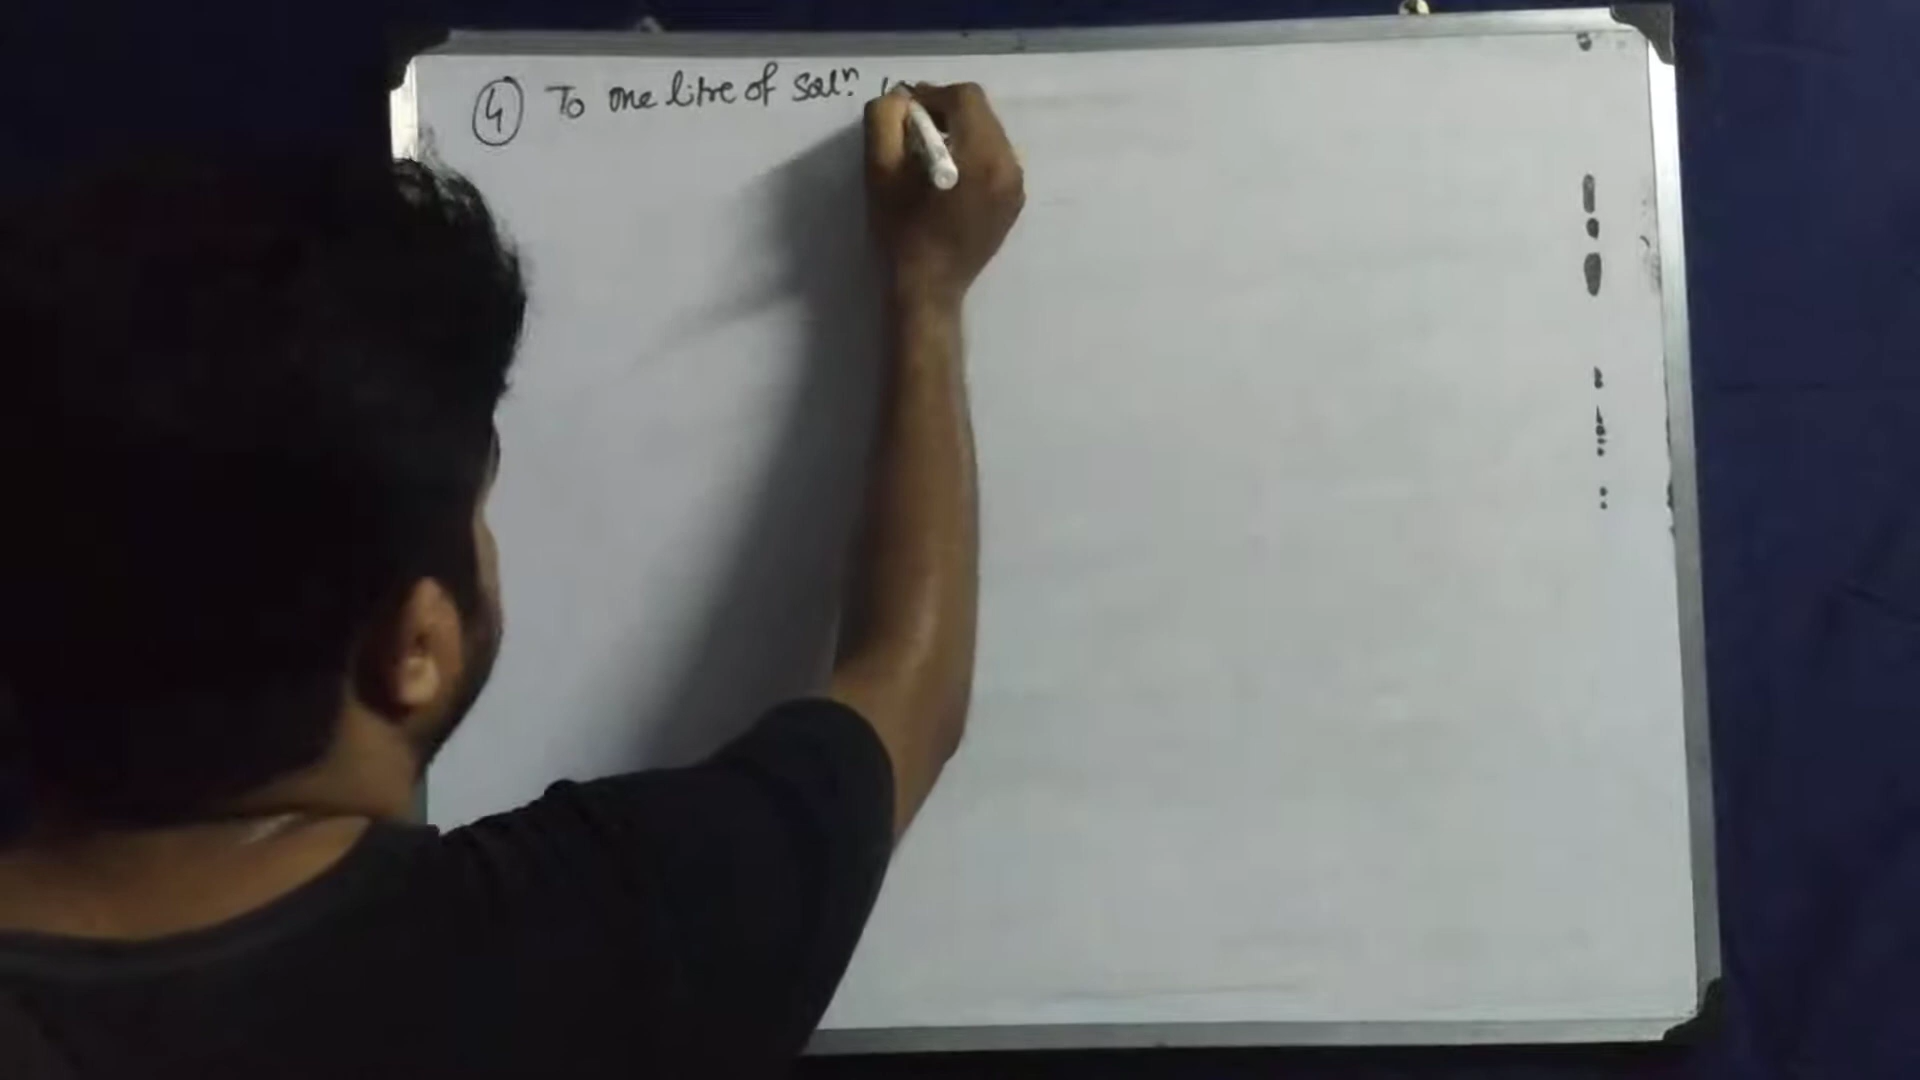 ④ To one litre of solⁿ.